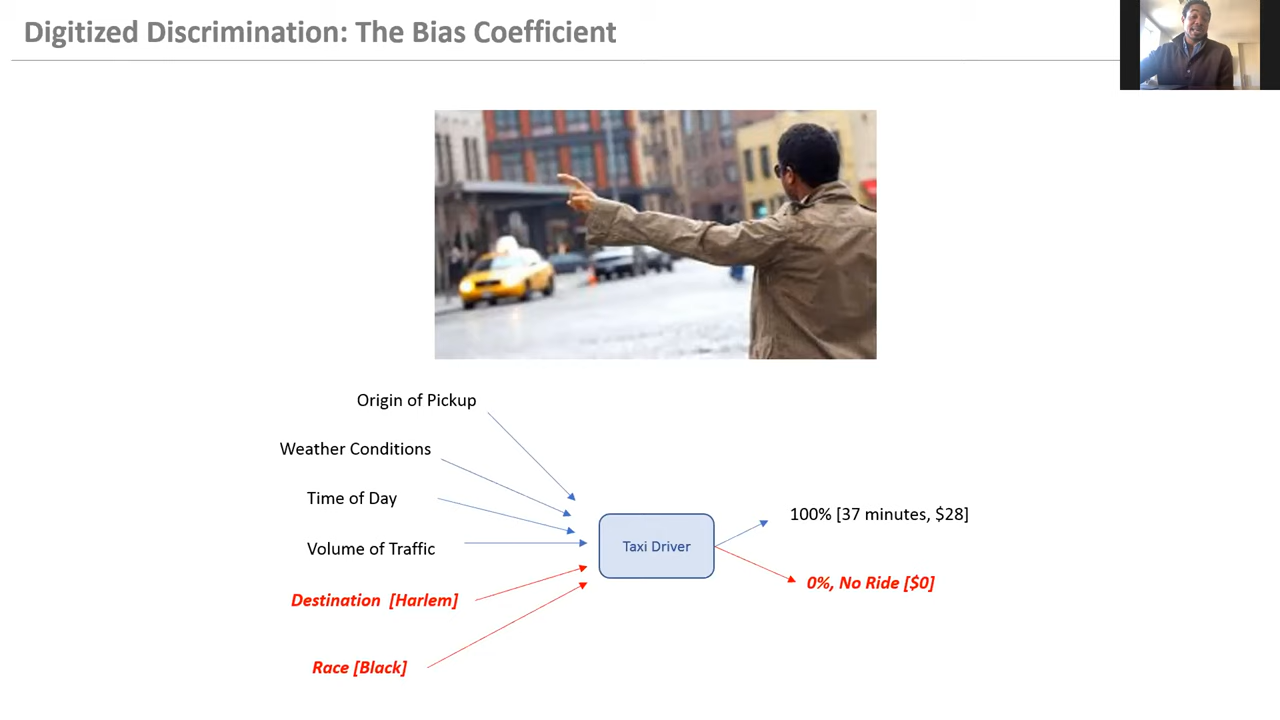 Digitized Discrimination: The Bias Coefficient
Origin of Pickup
Weather Conditions
Time of Day
Volume of Traffic
Destination [Harlem]
Race [Black]
Taxi Driver
100% [37 minutes, $28]
0%, No Ride [$0]